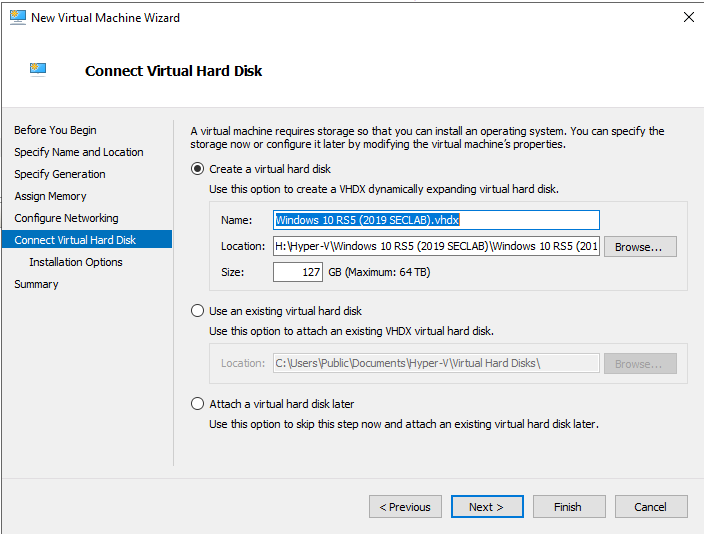 New Virtual Machine Wizard
Connect Virtual Hard Disk
Before You Begin
Specify Name and Location
Specify Generation
Assign Memory
Configure Networking
Connect Virtual Hard Disk
Installation Options
Summary
A virtual machine requires storage so that you can install an operating system. You can specify the
storage now or configure it later by modifying the virtual machine's properties.
Create a virtual hard disk
Use this option to create a VHDX dynamically expanding virtual hard disk.
Name: Windows 10 RS5 (2019 SECLAB).vhdx
Location: H:\Hyper-V\Windows 10 RS5 (2019 SECLAB)\Windows 10 RS5 (201 Browse...
Size: 127 GB (Maximum: 64 TB)
Use an existing virtual hard disk
Use this option to attach an existing VHDX virtual hard disk.
Location: C:\Users\Public\Documents\Hyper-V\Virtual Hard Disks\ Browse...
Attach a virtual hard disk later
Use this option to skip this step now and attach an existing virtual hard disk later.
< Previous Next > Finish Cancel